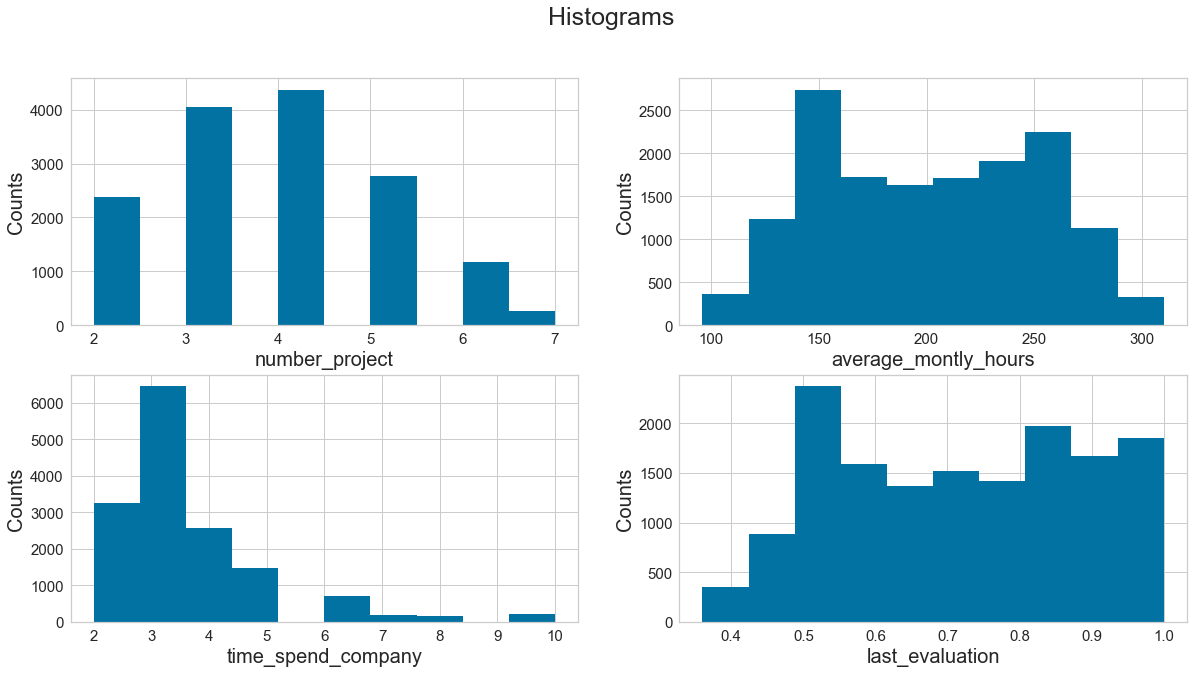 Histograms
4000
3000
2000
1000
0
Counts
2 3 4 5 6 7
number_project
2500
2000
1500
1000
500
0
Counts
100 150 200 250 300
average_montly_hours
6000
5000
4000
3000
2000
1000
0
Counts
2 3 4 5 6 7 8 9 10
time_spend_company
2000
1500
1000
500
0
Counts
0.4 0.5 0.6 0.7 0.8 0.9 1.0
last_evaluation